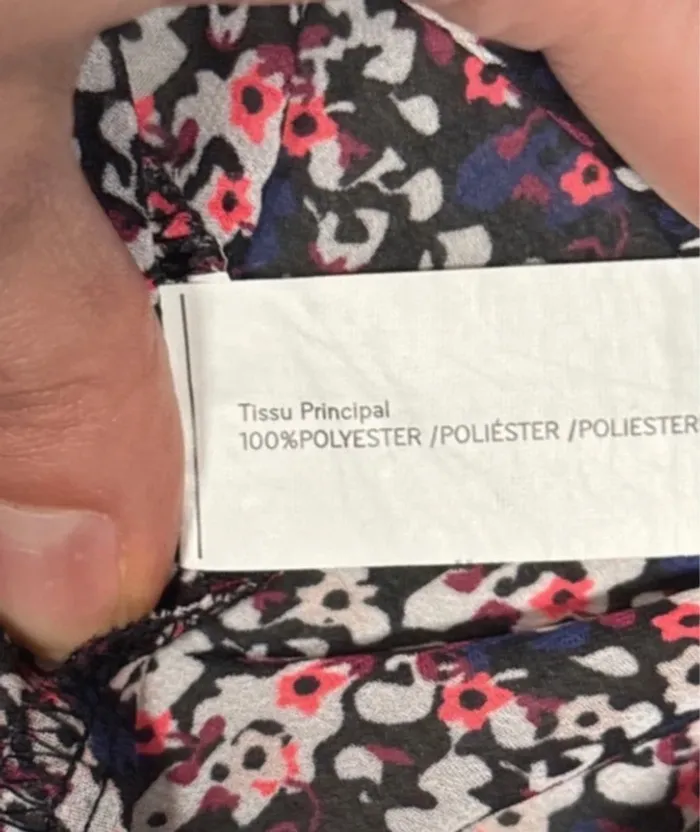 Tissu Principal
100%POLYESTER /POLIÉSTER /POLIESTER